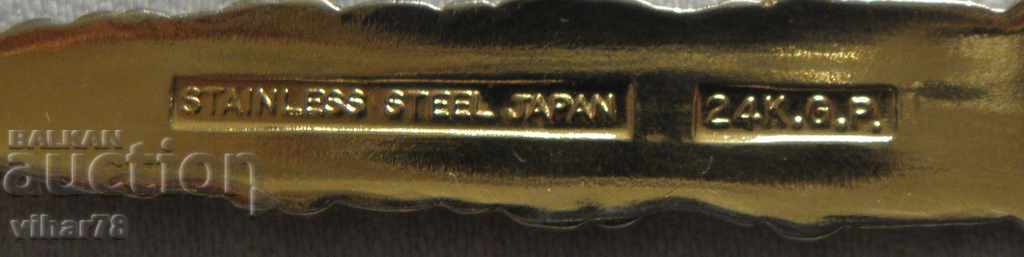 STAINLESS STEEL JAPAN 24K.G.P.
BALKAN
auction
vihar78